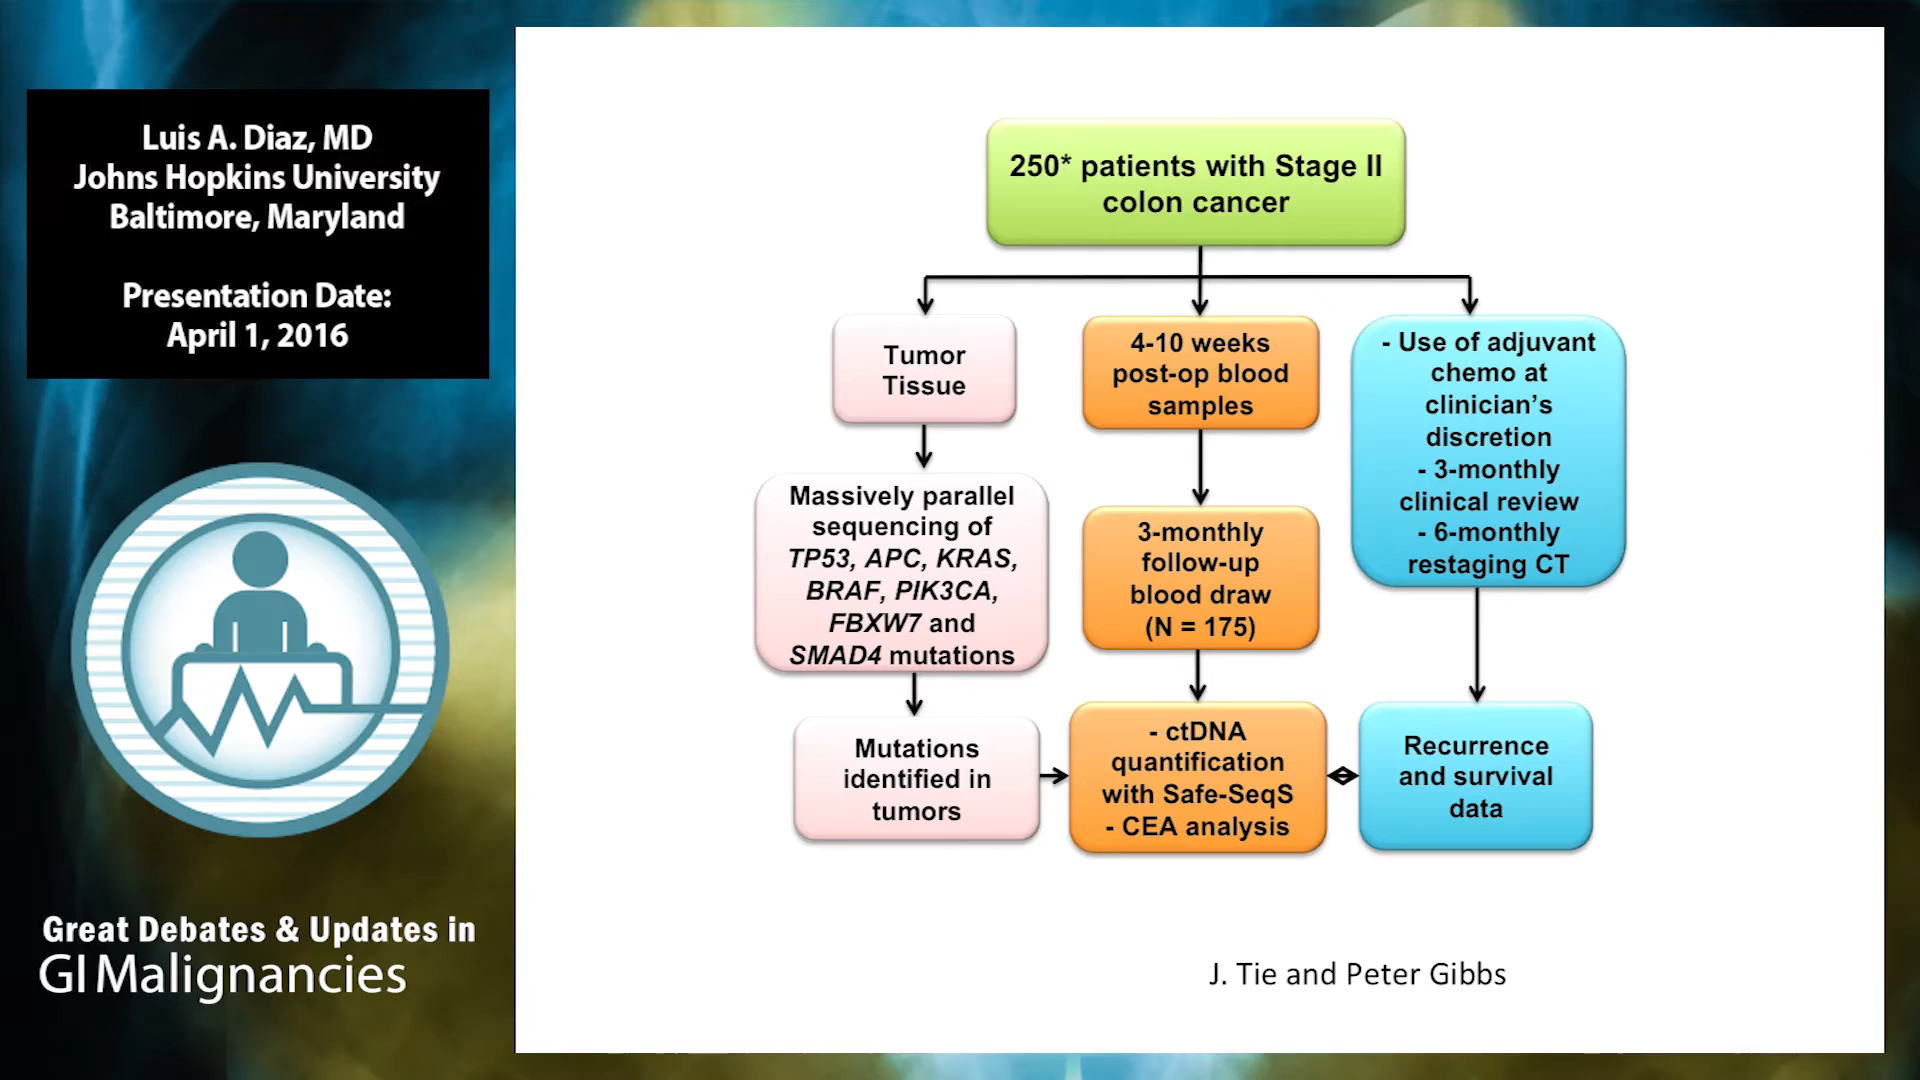 Luis A. Diaz, MD
Johns Hopkins University
Baltimore, Maryland
Presentation Date:
April 1, 2016
Great Debates & Updates in
GI Malignancies
250* patients with Stage II
colon cancer
Tumor
Tissue
Massively parallel
sequencing of
TP53, APC, KRAS,
BRAF, PIK3CA,
FBXW7 and
SMAD4 mutations
Mutations
identified in
tumors
4-10 weeks
post-op blood
samples
3-monthly
follow-up
blood draw
(N = 175)
- ctDNA
quantification
with Safe-SeqS
- CEA analysis
- Use of adjuvant
chemo at
clinician’s
discretion
- 3-monthly
clinical review
- 6-monthly
restaging CT
Recurrence
and survival
data
J. Tie and Peter Gibbs